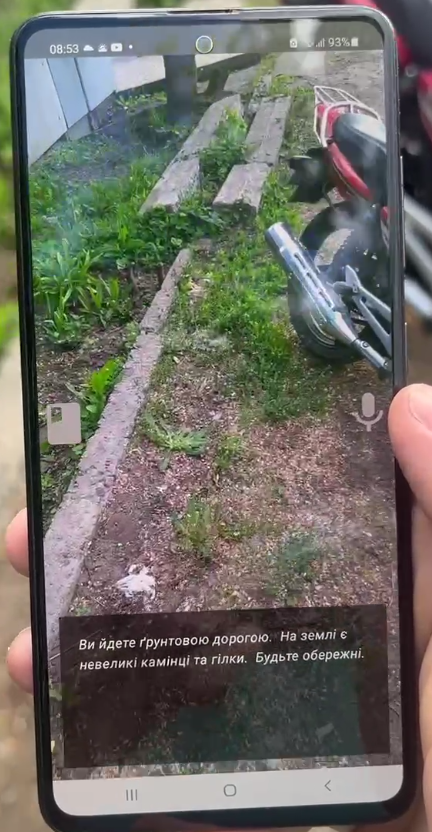 08:53
93%
Ви йдете ґрунтовою дорогою. На землі є
невеликі камінці та гілки. Будьте обережні.